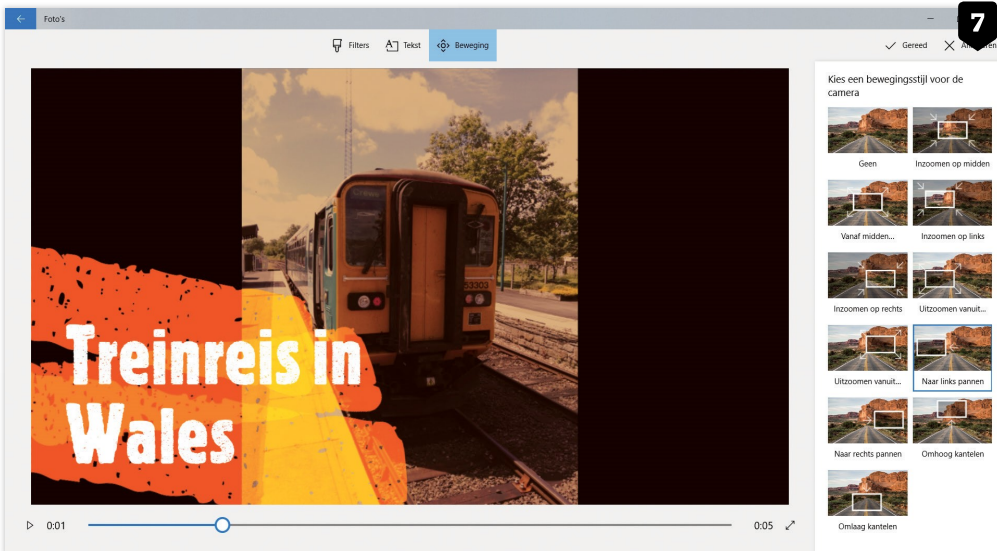 Foto's
7
Filters
Tekst
Beweging
Gereed
Kies een bewegingsstijl voor de
camera
Geen
Inzoomen op midden
Vanaf midden...
Inzoomen op links
Inzoomen op rechts
Uitzoomen vanuit...
Uitzoomen vanuit...
Naar links pannen
Naar rechts pannen
Omhoog kantelen
Omlaag kantelen
53303
Treinreis in
Wales
0:01
0:05